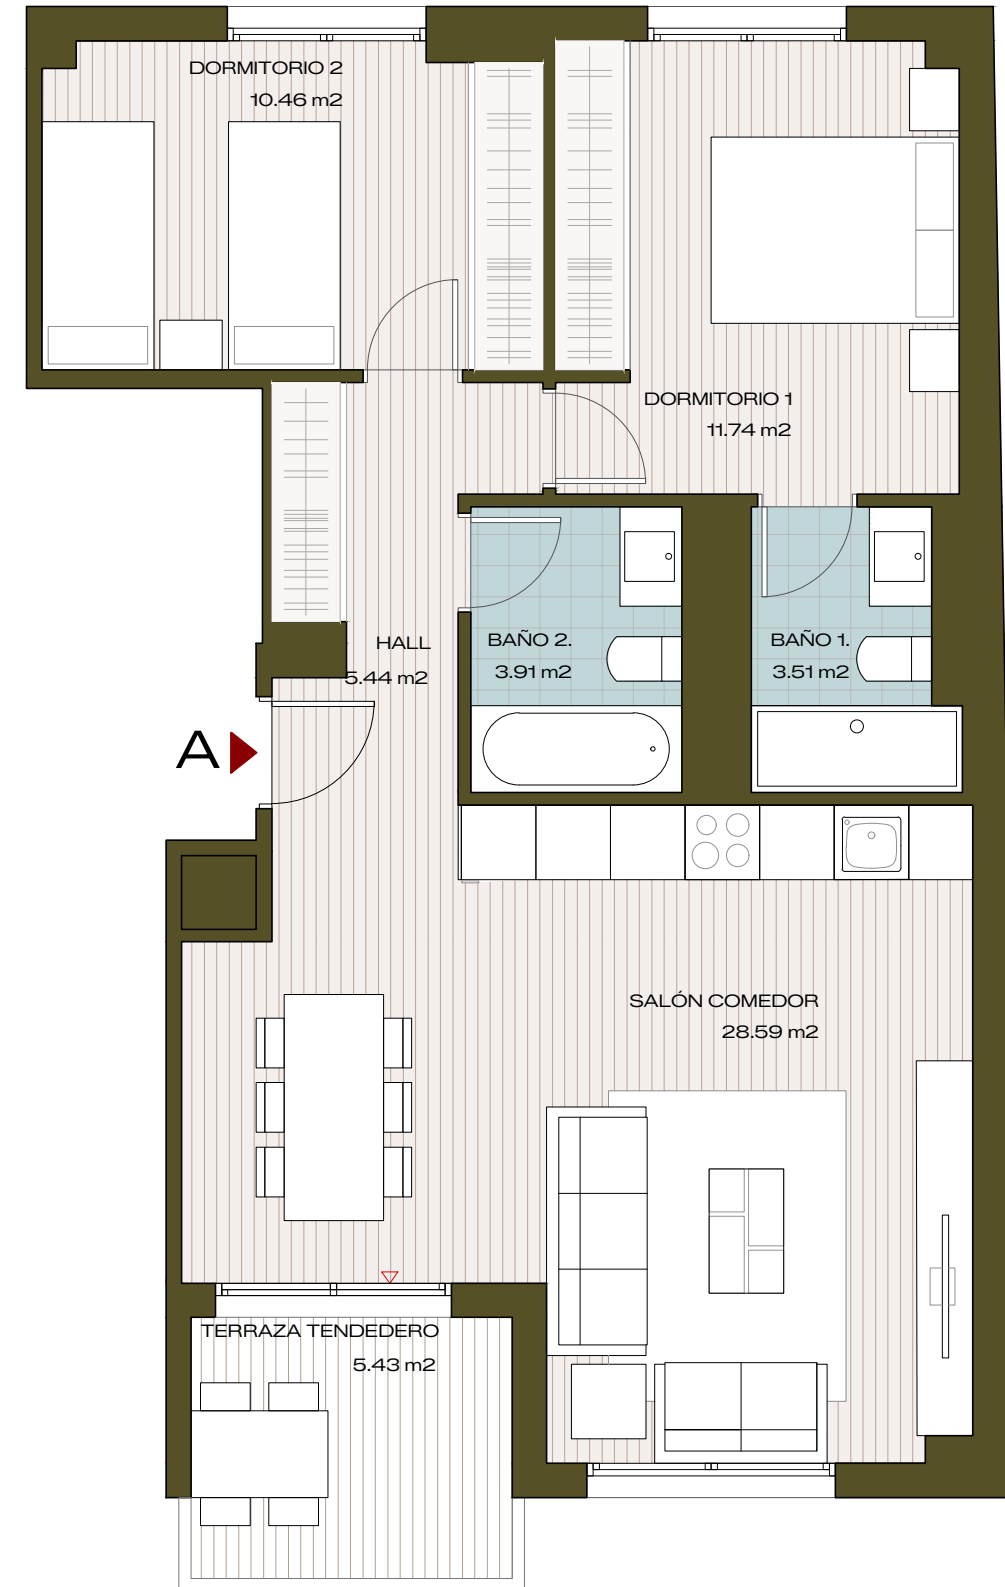 DORMITORIO 2
10.46 m2
DORMITORIO 1
11.74 m2
HALL
5.44 m2
BAÑO 2.
3.91 m2
BAÑO 1.
3.51 m2
A
SALÓN COMEDOR
28.59 m2
TERRAZA TENDEDERO
5.43 m2